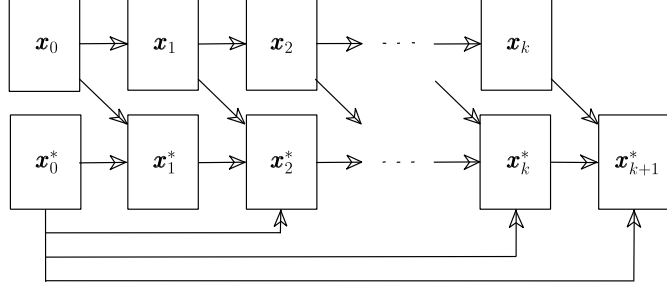 x₀ x₁ x₂ - - - xₖ
x₀* x₁* x₂* - - - xₖ* xₖ₊₁*